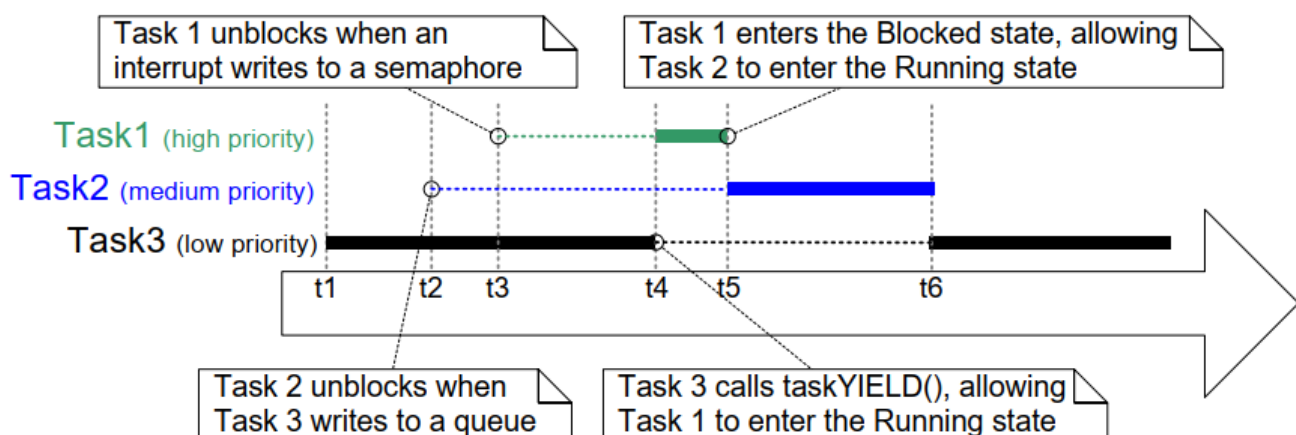 Task 1 unblocks when an
interrupt writes to a semaphore
Task 1 enters the Blocked state, allowing
Task 2 to enter the Running state
Task1 (high priority)
Task2 (medium priority)
Task3 (low priority)
t1 t2 t3 t4 t5 t6
Task 2 unblocks when
Task 3 writes to a queue
Task 3 calls taskYIELD(), allowing
Task 1 to enter the Running state